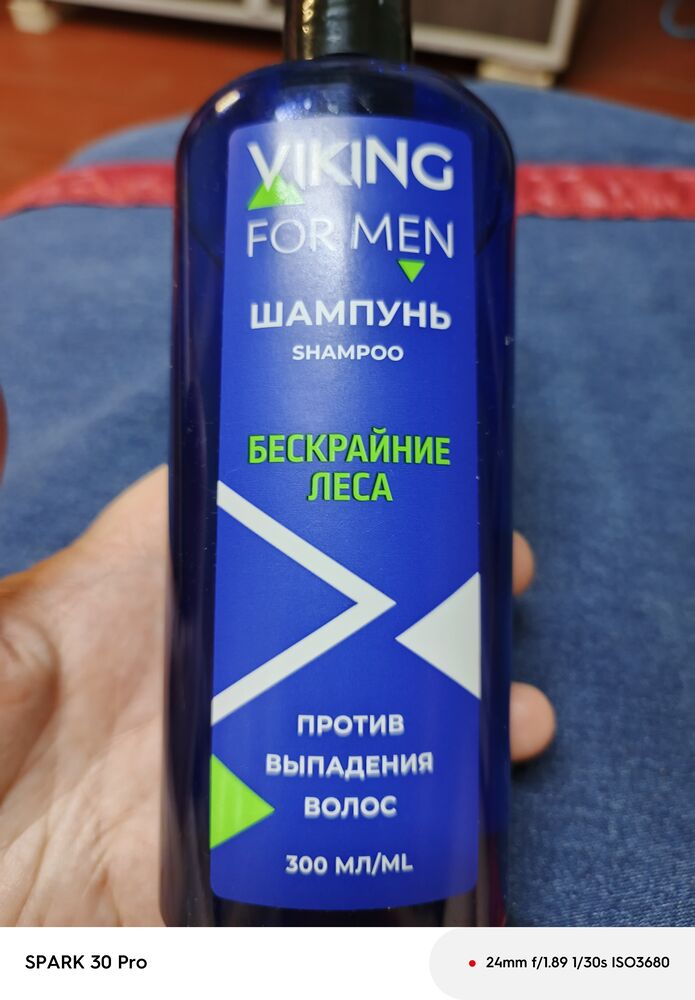 VIKING
FOR MEN
ШАМПУНЬ
SHAMPOO
БЕСКРАЙНИЕ
ЛЕСА
ПРОТИВ
ВЫПАДЕНИЯ
ВОЛОС
300 МЛ/ML
SPARK 30 Pro
24mm f/1.89 1/30s ISO3680